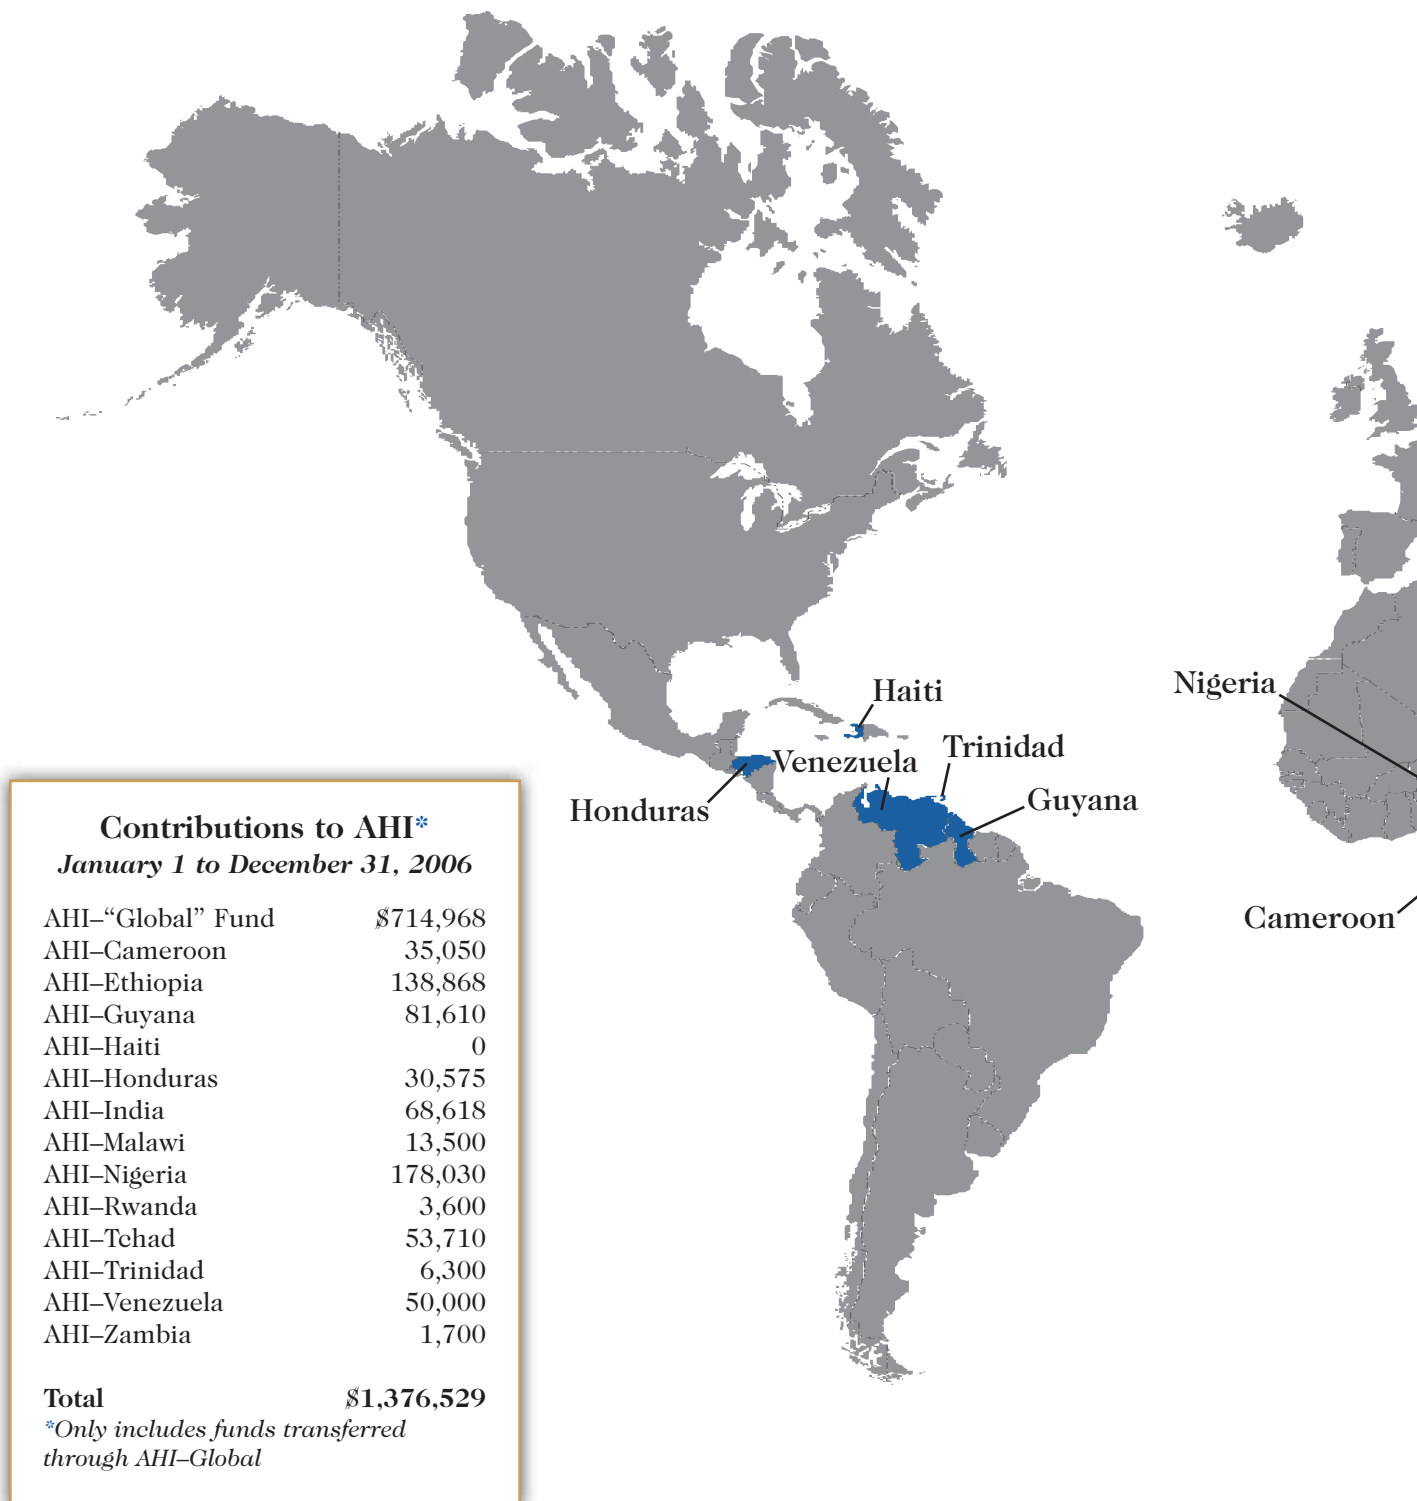 Haiti
Nigeria
Trinidad
Venezuela
Guyana
Honduras
Cameroon
Contributions to AHI*
January 1 to December 31, 2006
AHI–“Global” Fund $714,968
AHI–Cameroon 35,050
AHI–Ethiopia 138,868
AHI–Guyana 81,610
AHI–Haiti 0
AHI–Honduras 30,575
AHI–India 68,618
AHI–Malawi 13,500
AHI–Nigeria 178,030
AHI–Rwanda 3,600
AHI–Tchad 53,710
AHI–Trinidad 6,300
AHI–Venezuela 50,000
AHI–Zambia 1,700
Total $1,376,529
*Only includes funds transferred
through AHI–Global